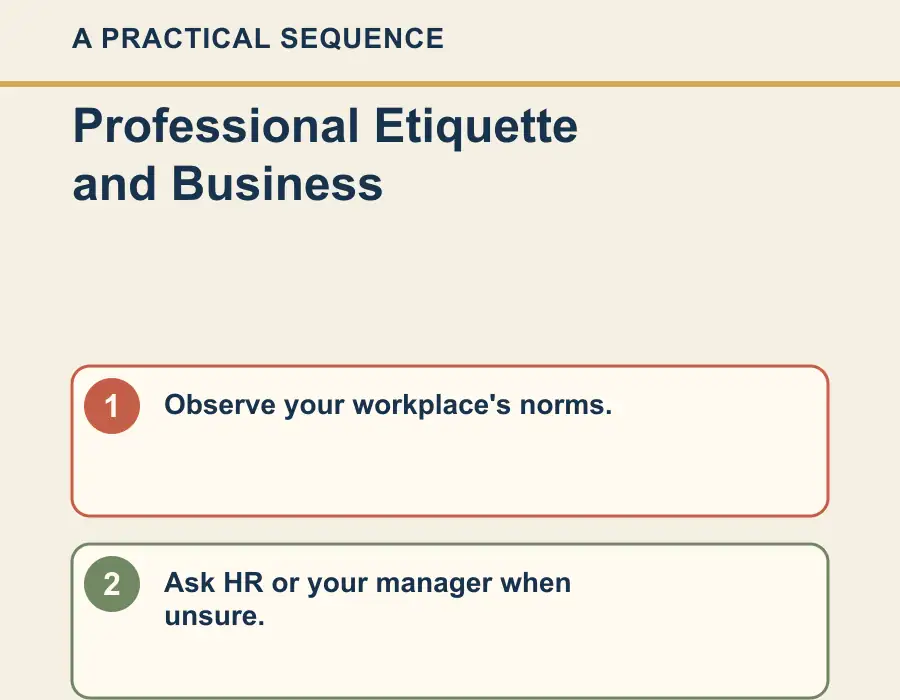 A PRACTICAL SEQUENCE
Professional Etiquette
and Business
1
Observe your workplace's norms.
2
Ask HR or your manager when
unsure.